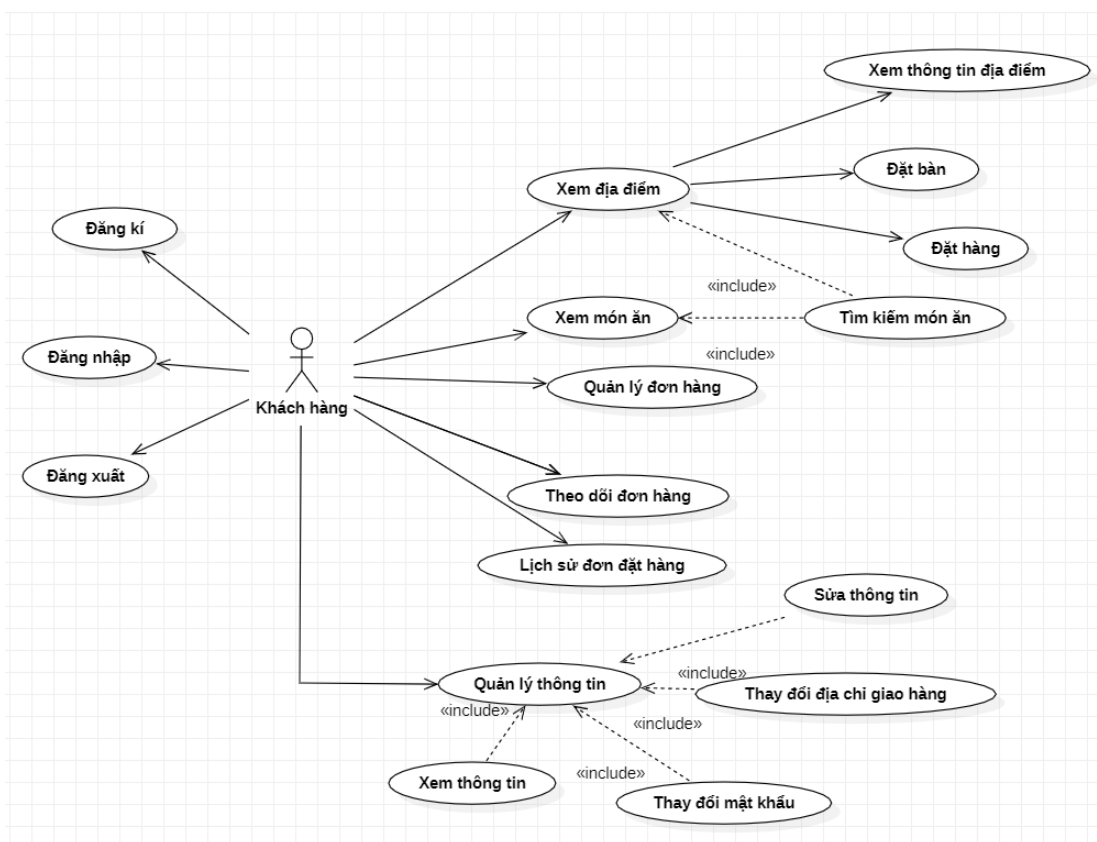 Xem thông tin địa điểm
Đặt bàn
Xem địa điểm
Đăng kí
Đặt hàng
«include»
Xem món ăn
Tìm kiếm món ăn
«include»
Đăng nhập
Quản lý đơn hàng
Khách hàng
Đăng xuất
Theo dõi đơn hàng
Lịch sử đơn đặt hàng
Sửa thông tin
«include»
Quản lý thông tin
Thay đổi địa chỉ giao hàng
«include»
«include»
«include»
Xem thông tin
Thay đổi mật khẩu